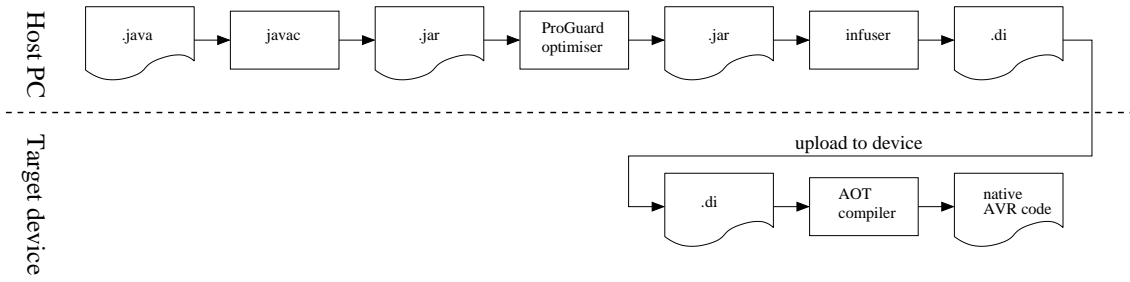 Host PC
.java
javac
.jar
ProGuard
optimiser
.jar
infuser
.di
upload to device
Target device
.di
AOT
compiler
native
AVR code